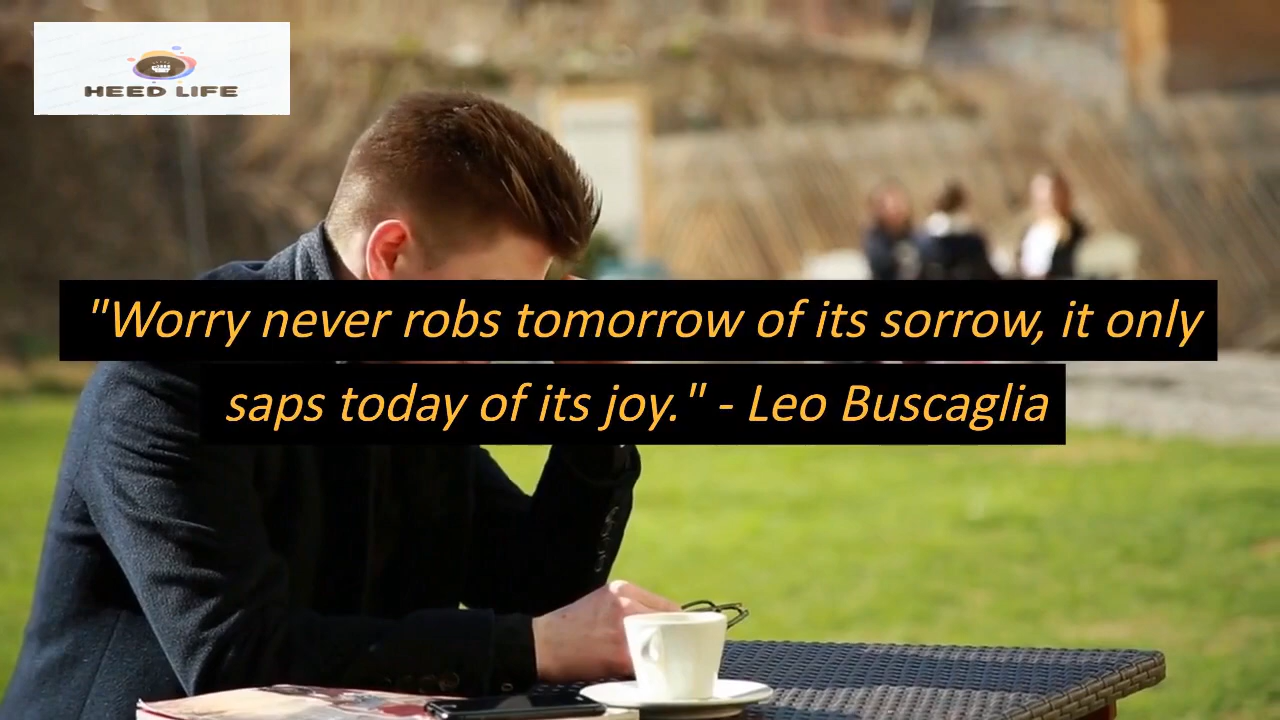 HEED LIFE
"Worry never robs tomorrow of its sorrow, it only
saps today of its joy." - Leo Buscaglia